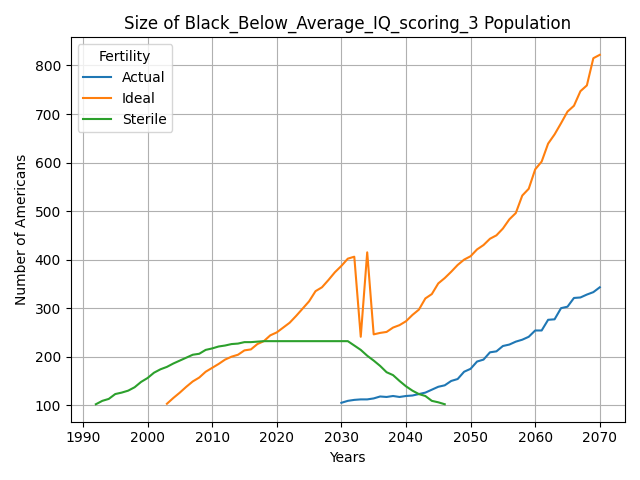 Size of Black_Below_Average_IQ_scoring_3 Population
Fertility
Actual
Ideal
Sterile
Number of Americans
800
700
600
500
400
300
200
100
1990 2000 2010 2020 2030 2040 2050 2060 2070
Years